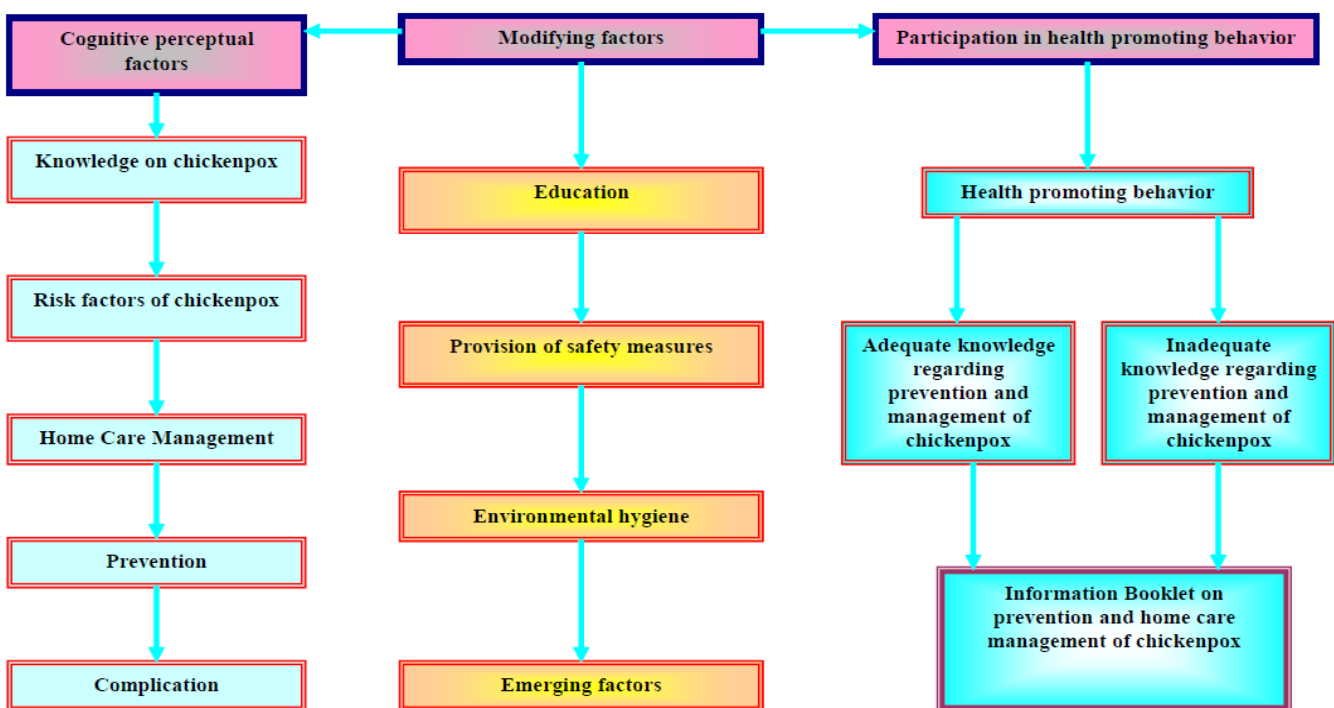 Cognitive perceptual
factors
Modifying factors
Participation in health promoting behavior
Knowledge on chickenpox
Risk factors of chickenpox
Home Care Management
Prevention
Complication
Education
Provision of safety measures
Environmental hygiene
Emerging factors
Health promoting behavior
Adequate knowledge
regarding
prevention and
management of
chickenpox
Inadequate
knowledge regarding
prevention and
management of
chickenpox
Information Booklet on
prevention and home care
management of chickenpox